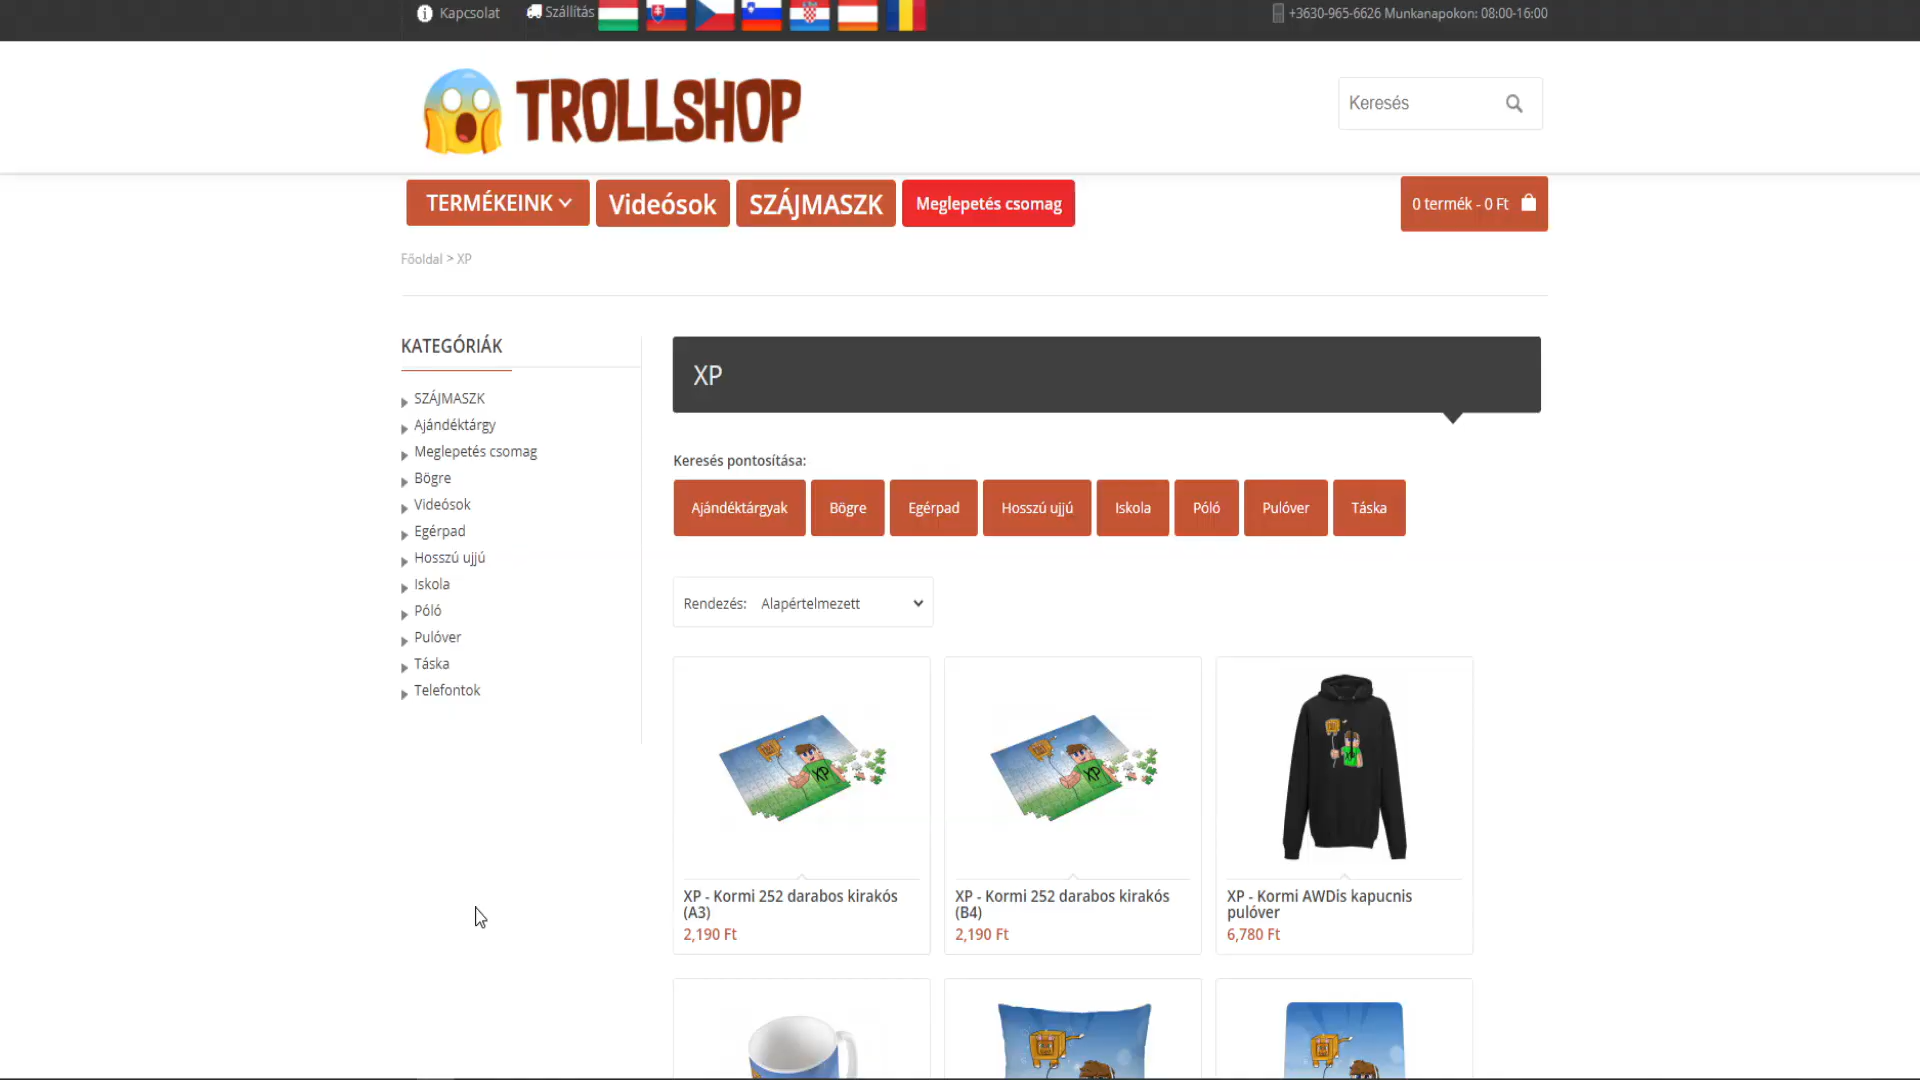 Kapcsolat
Szállítás
+3630-965-6626 Munkanapokon: 08:00-16:00
TROLLSHOP
Keresés
TERMÉKEINK
Videósok
SZÁJMASZK
Meglepetés csomag
0 termék - 0 Ft
Főoldal > XP
KATEGÓRIÁK
SZÁJMASZK
Ajándéktárgy
Meglepetés csomag
Bögre
Videósok
Egérpad
Hosszú ujjú
Iskola
Póló
Pulóver
Táska
Telefontok
XP
Keresés pontosítása:
Ajándéktárgyak
Bögre
Egérpad
Hosszú ujjú
Iskola
Póló
Pulóver
Táska
Rendezés: Alapértelmezett
XP
XP
XP - Kormi 252 darabos kirakós
(A3)
2,190 Ft
XP - Kormi 252 darabos kirakós
(B4)
2,190 Ft
XP - Kormi AWDis kapucnis
pulóver
6,780 Ft